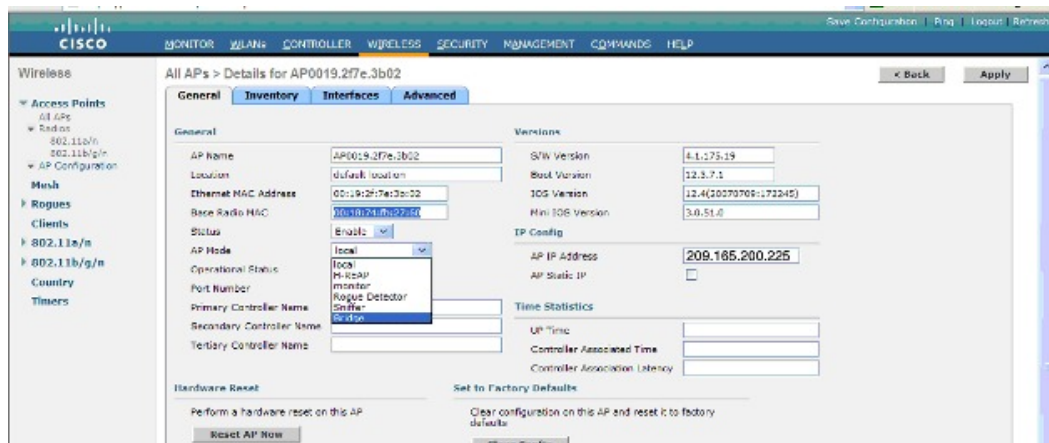 Save Configuration | Ping | Logout | Refresh
CISCO
MONITOR WLANs CONTROLLER WIRELESS SECURITY MANAGEMENT COMMANDS HELP
Wireless
Access Points
All APs
Radios
802.11a/n
802.11b/g/n
AP Configuration
Mesh
Rogues
Clients
802.11a/n
802.11b/g/n
Country
Timers
All APs > Details for AP0019.2f7e.3b02
< Back
Apply
General Inventory Interfaces Advanced
General
AP Name AP0019.2f7e.3b02
Location default location
Ethernet MAC Address 00:19:2f:7e:3b:02
Base Radio MAC
Status Enable
AP Mode local
local
H-REAP
monitor
Rogue Detector
Sniffer
Bridge
Operational Status
Port Number
Primary Controller Name
Secondary Controller Name
Tertiary Controller Name
Versions
S/W Version 4.1.175.19
Boot Version 12.3.7.1
IOS Version 12.4(20070709:172245)
Mini IOS Version 3.0.51.0
IP Config
AP IP Address 209.165.200.225
AP Static IP
Time Statistics
UP Time
Controller Associated Time
Controller Association Latency
Hardware Reset
Perform a hardware reset on this AP
Reset AP Now
Set to Factory Defaults
Clear configuration on this AP and reset it to factory
defaults